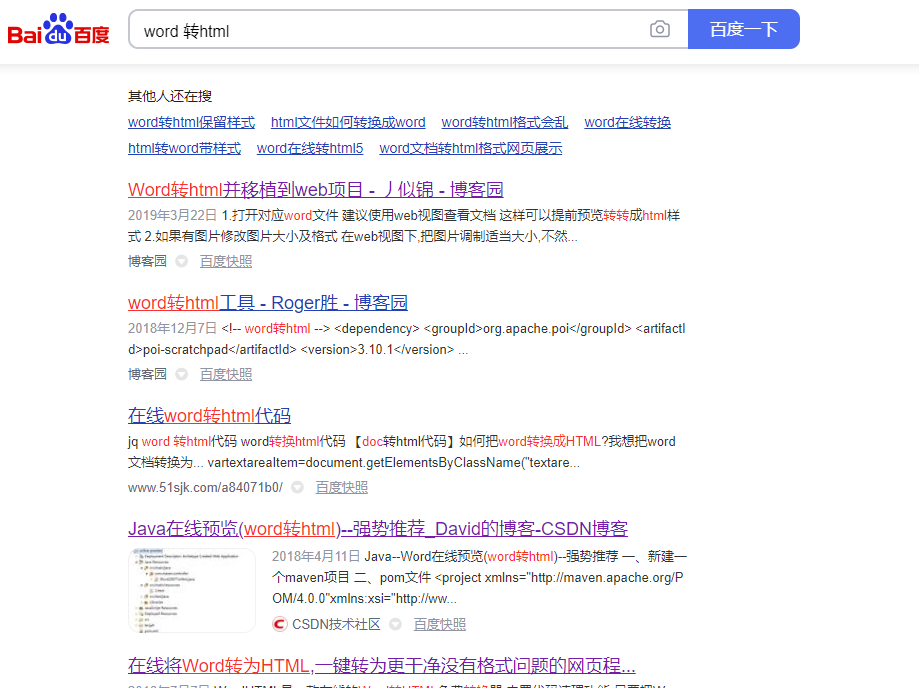 Bai du 百度 word 转html 百度一下
其他人还在搜
word转html保留样式 html文件如何转换成word word转html格式会乱 word在线转换
html转word带样式 word在线转html5 word文档转html格式网页展示
Word转html并移植到web项目 - 丿似锦 - 博客园
2019年3月22日 1.打开对应word文件 建议使用web视图查看文档 这样可以提前预览转转成html样
式 2.如果有图片修改图片大小及格式 在web视图下,把图片调制适当大小,不然...
博客园 百度快照
word转html工具 - Roger胜 - 博客园
2018年12月7日 <!-- word转html --> <dependency> <groupId>org.apache.poi</groupId> <artifactI
d>poi-scratchpad</artifactId> <version>3.10.1</version> ...
博客园 百度快照
在线word转html代码
jq word 转html代码 word转换html代码 【doc转html代码】如何把word转换成HTML?我想把word
文档转换为... vartextareaItem=document.getElementsByClassName("textare...
www.51sjk.com/a84071b0/ 百度快照
Java在线预览(word转html)--强势推荐_David的博客-CSDN博客
2018年4月11日 Java--Word在线预览(word转html)--强势推荐 一、新建一
个maven项目 二、pom文件 <project xmlns="http://maven.apache.org/P
OM/4.0.0"xmlns:xsi="http://ww...
CSDN技术社区 百度快照
在线将Word转为HTML,一键转为更干净没有格式问题的网页程...